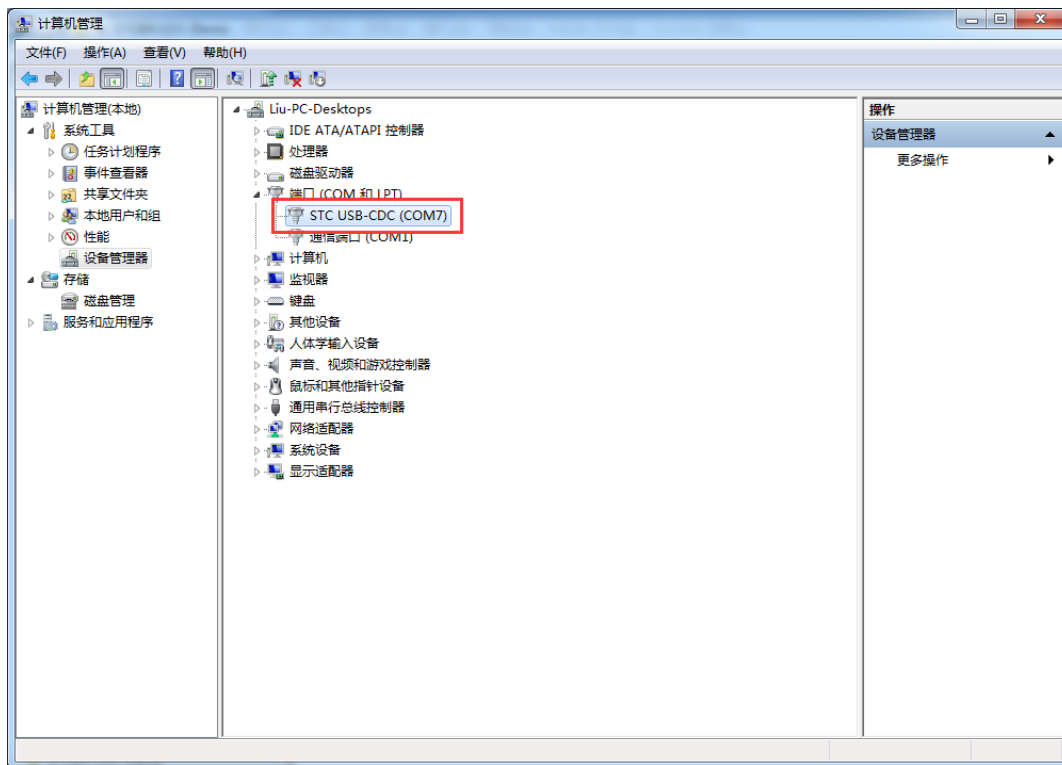 计算机管理
文件(F) 操作(A) 查看(V) 帮助(H)
计算机管理(本地)
系统工具
任务计划程序
事件查看器
共享文件夹
本地用户和组
性能
设备管理器
存储
磁盘管理
服务和应用程序
Liu-PC-Desktops
IDE ATA/ATAPI 控制器
处理器
磁盘驱动器
端口 (COM 和 LPT)
STC USB-CDC (COM7)
通信端口 (COM1)
计算机
监视器
键盘
其他设备
人体学输入设备
声音、视频和游戏控制器
鼠标和其他指针设备
通用串行总线控制器
网络适配器
系统设备
显示适配器
操作
设备管理器
更多操作